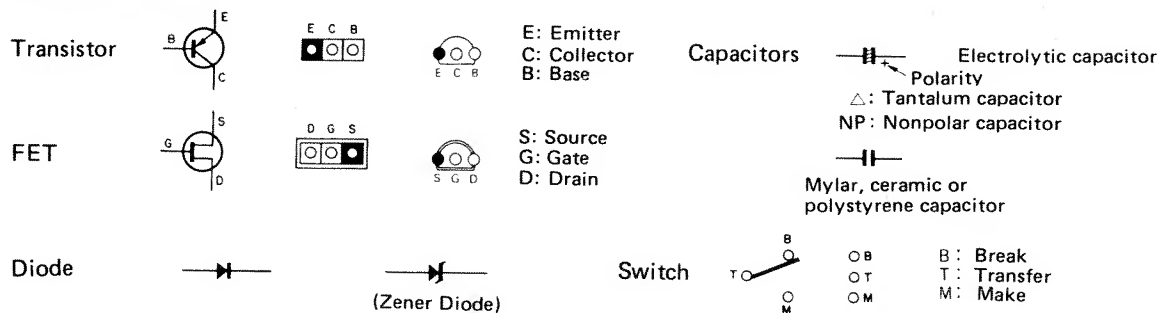 Transistor
E
B
C
E C B
E C B
E: Emitter
C: Collector
B: Base
Capacitors
Electrolytic capacitor
+
Polarity
△: Tantalum capacitor
NP: Nonpolar capacitor
Mylar, ceramic or
polystyrene capacitor
FET
S
G
D
D G S
S G D
S: Source
G: Gate
D: Drain
Diode
(Zener Diode)
Switch
B
T
M
B
T
M
B: Break
T: Transfer
M: Make